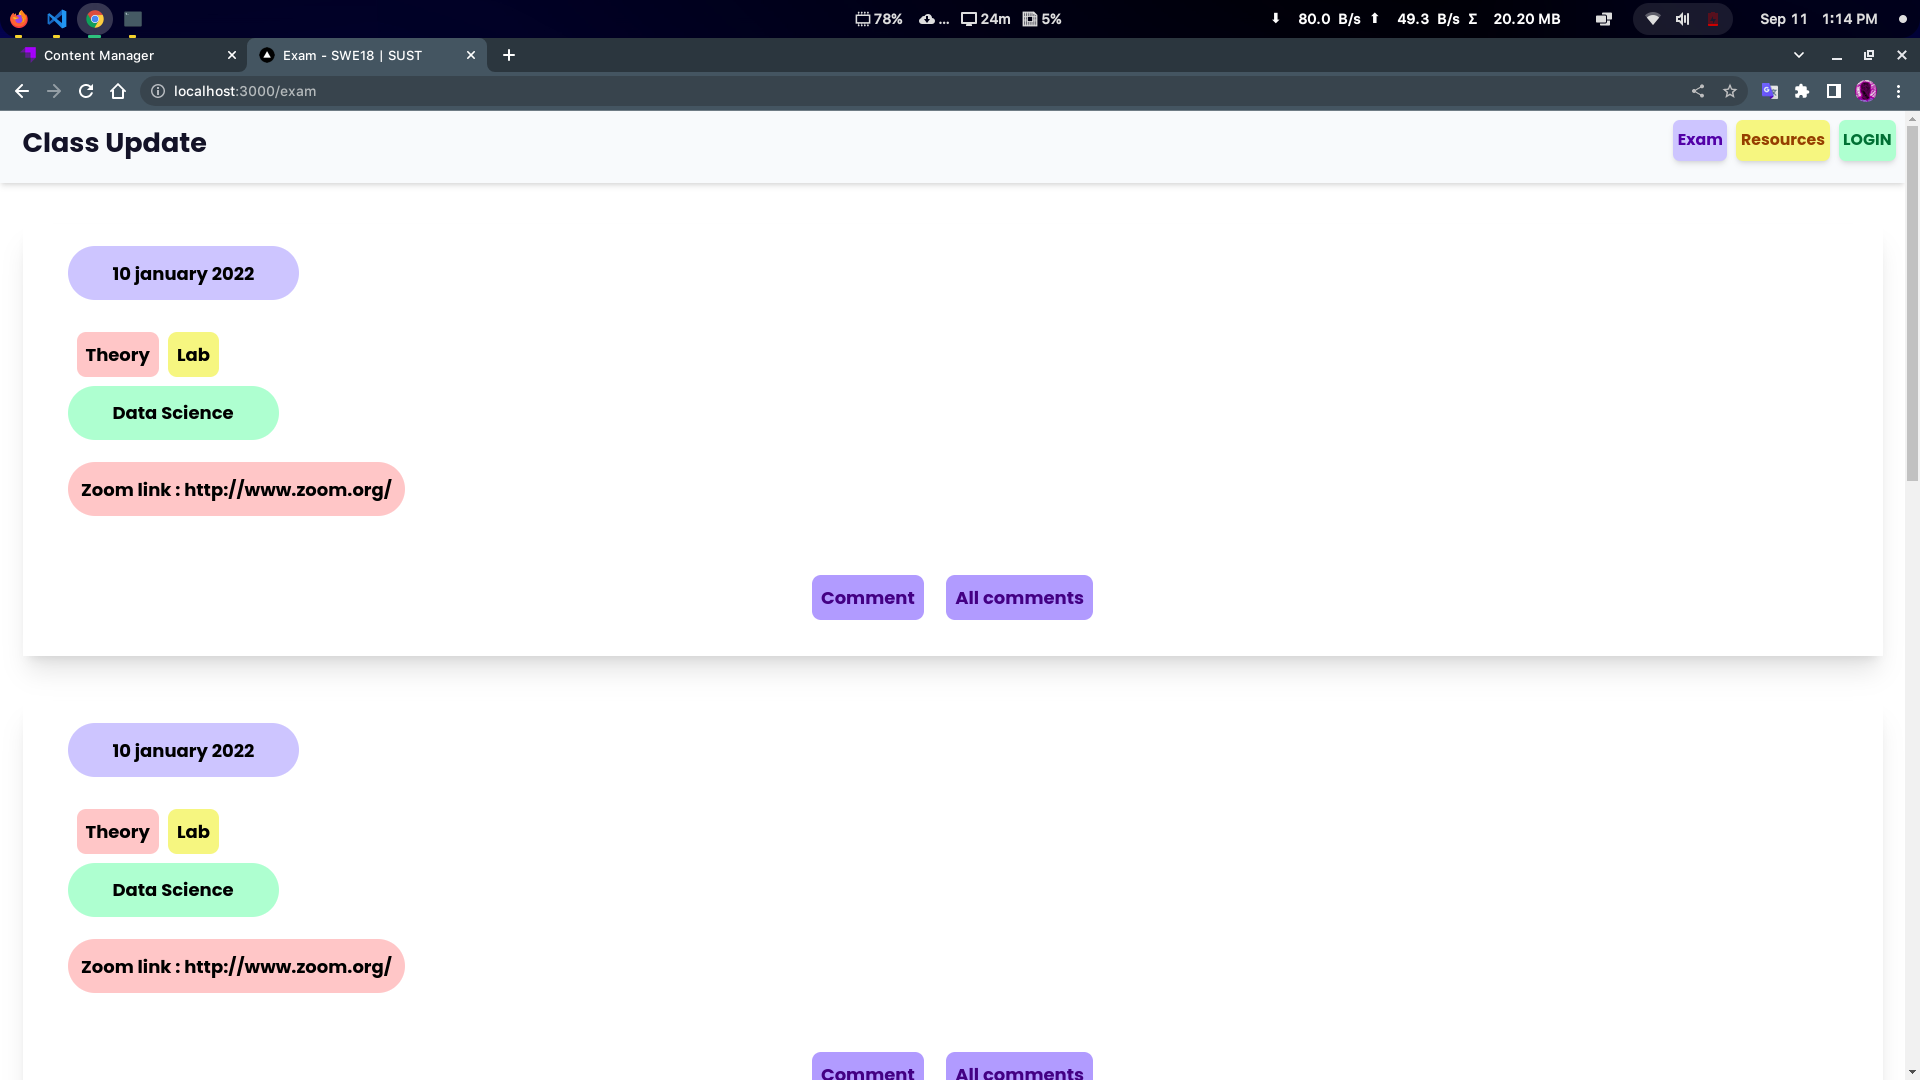 78% ... 24m 5% 80.0 B/s 49.3 B/s Σ 20.20 MB Sep 11 1:14 PM
Content Manager Exam - SWE18 | SUST
localhost:3000/exam
Class Update Exam Resources LOGIN
10 january 2022
Theory Lab
Data Science
Zoom link : http://www.zoom.org/
Comment All comments
10 january 2022
Theory Lab
Data Science
Zoom link : http://www.zoom.org/
Comment All comments